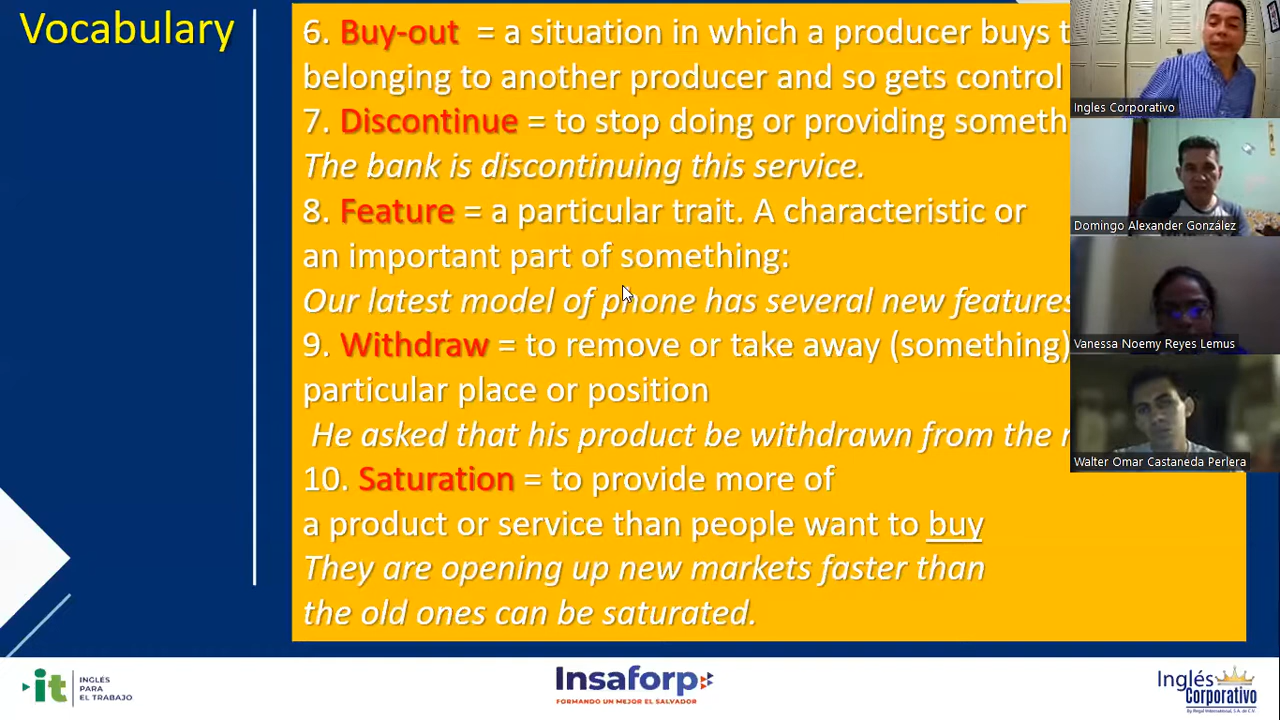 Vocabulary
6. Buy-out = a situation in which a producer buys
belonging to another producer and so gets control
7. Discontinue = to stop doing or providing someth
The bank is discontinuing this service.
8. Feature = a particular trait. A characteristic or
an important part of something:
Our latest model of phone has several new features
9. Withdraw = to remove or take away (something)
particular place or position
He asked that his product be withdrawn from the
10. Saturation = to provide more of
a product or service than people want to buy
They are opening up new markets faster than
the old ones can be saturated.
Ingles Corporativo
Domingo Alexander González
Vanessa Noemy Reyes Lemus
Walter Omar Castaneda Perlera
it
INGLÉS
PARA
EL TRABAJO
Insaforp
FORMANDO UN MEJOR EL SALVADOR
Inglés
Corporativo
By Regal International, S.A. de C.V.